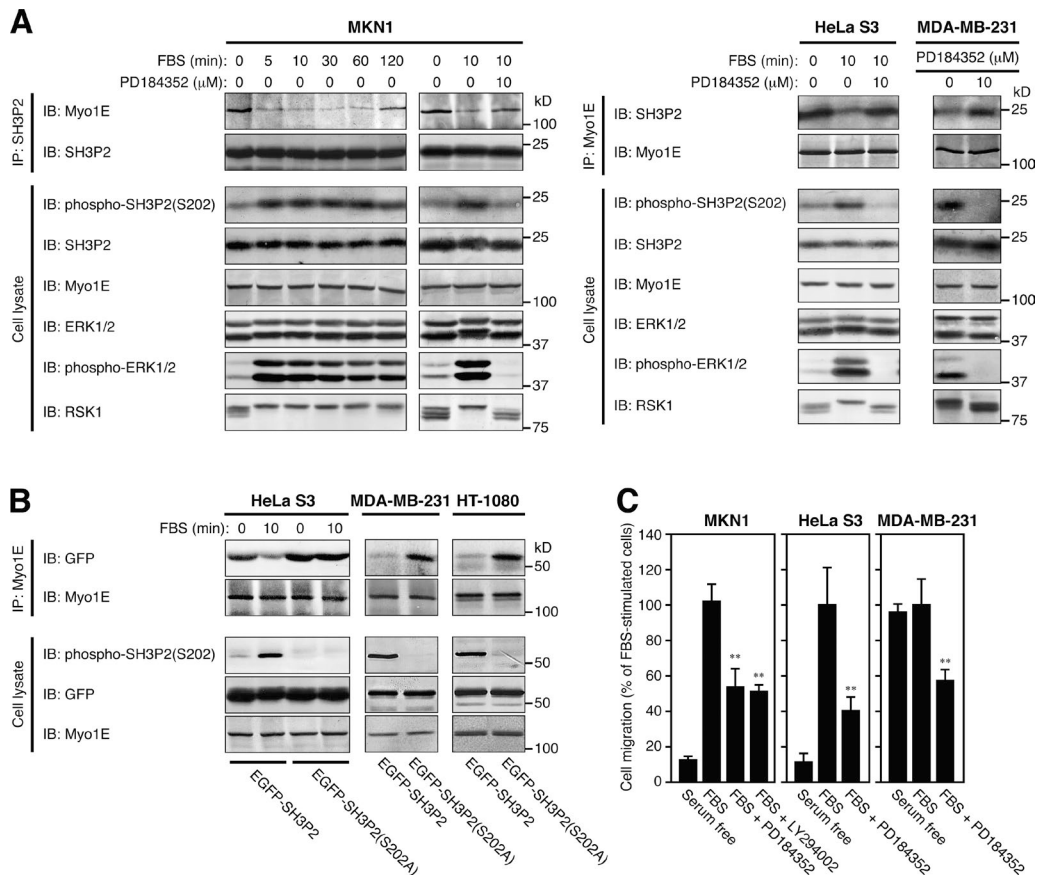 A
MKN1
FBS (min): 0 5 10 30 60 120 0 10 10
PD184352 (μM): 0 0 0 0 0 0 0 0 10
kD
IP: SH3P2
IB: Myo1E
100
IB: SH3P2
25
Cell lysate
IB: phospho-SH3P2(S202)
25
IB: SH3P2
25
IB: Myo1E
100
IB: ERK1/2
37
IB: phospho-ERK1/2
37
IB: RSK1
75
HeLa S3 MDA-MB-231
FBS (min): 0 10 10 PD184352 (μM)
PD184352 (μM): 0 0 10 0 10
kD
IP: Myo1E
IB: SH3P2
25
IB: Myo1E
100
Cell lysate
IB: phospho-SH3P2(S202)
25
IB: SH3P2
25
IB: Myo1E
100
IB: ERK1/2
37
IB: phospho-ERK1/2
37
IB: RSK1
75
B
HeLa S3 MDA-MB-231 HT-1080
FBS (min): 0 10 0 10
kD
IP: Myo1E
IB: GFP
50
IB: Myo1E
100
Cell lysate
IB: phospho-SH3P2(S202)
50
IB: GFP
50
IB: Myo1E
100
EGFP-SH3P2
EGFP-SH3P2(S202A)
EGFP-SH3P2
EGFP-SH3P2(S202A)
EGFP-SH3P2
EGFP-SH3P2(S202A)
C
MKN1 HeLa S3 MDA-MB-231
Cell migration (% of FBS-stimulated cells)
140
120
100
80
60
40
20
0
** ** ** **
Serum free
FBS
FBS + PD184352
FBS + LY294002
Serum free
FBS
FBS + PD184352
Serum free
FBS
FBS + PD184352